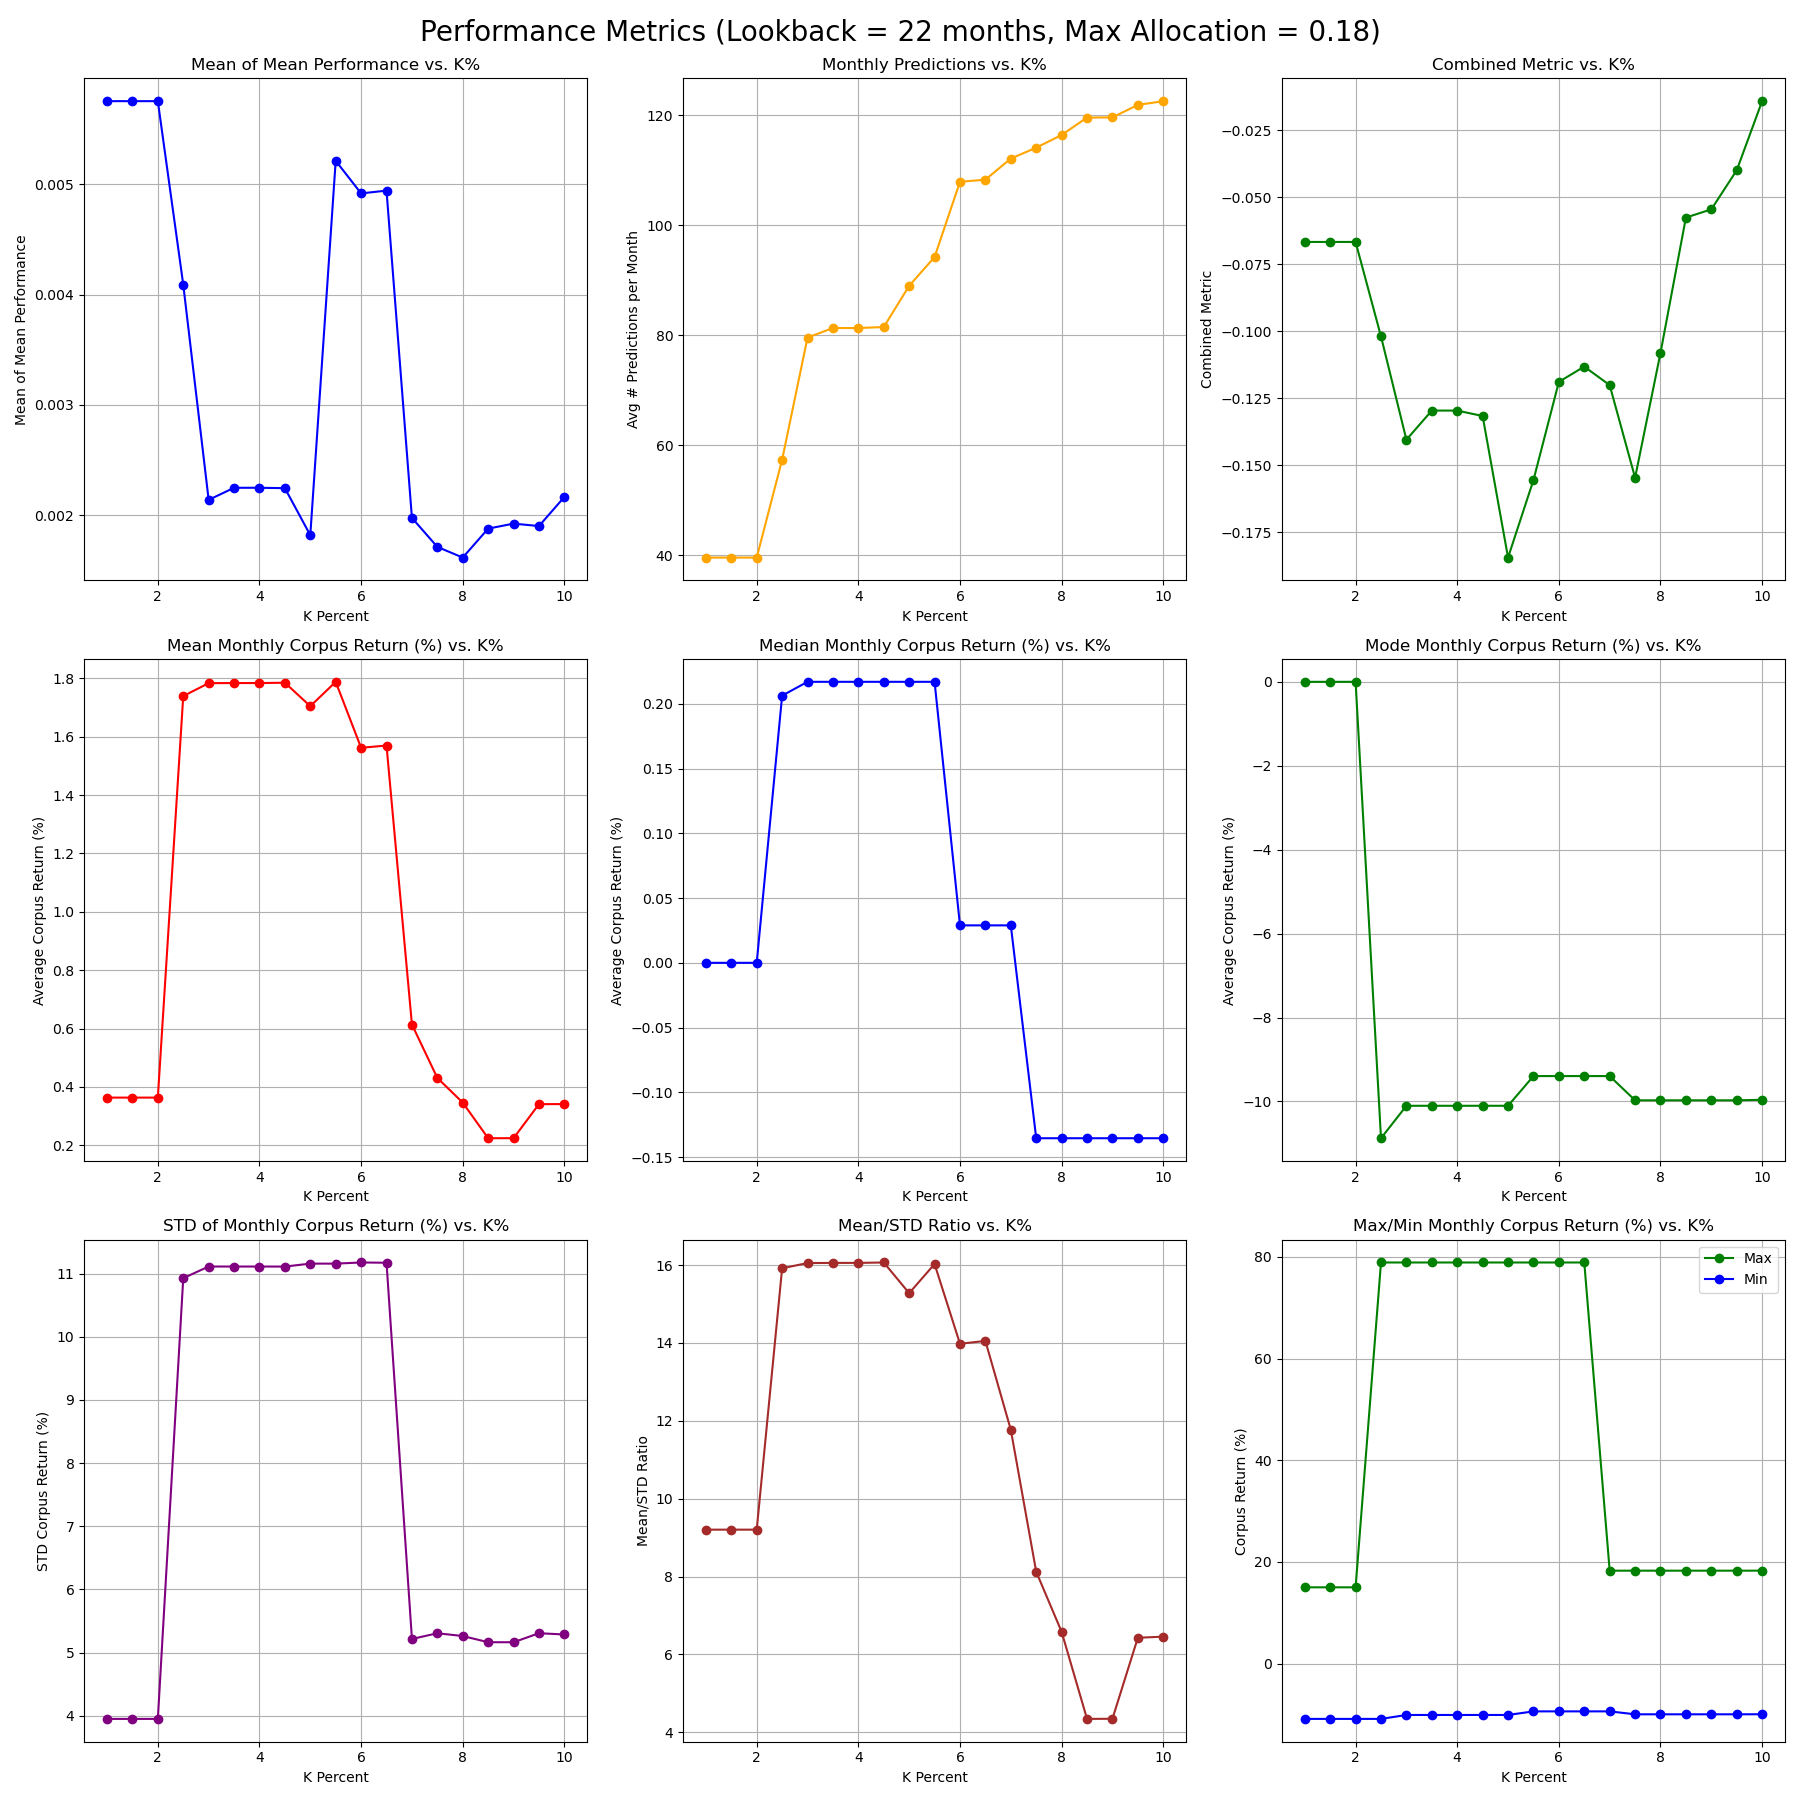 Performance Metrics (Lookback = 22 months, Max Allocation = 0.18)
Mean of Mean Performance vs. K%
Mean of Mean Performance
0.005
0.004
0.003
0.002
2 4 6 8 10
K Percent
Monthly Predictions vs. K%
Avg # Predictions per Month
120
100
80
60
40
2 4 6 8 10
K Percent
Combined Metric vs. K%
Combined Metric
−0.025
−0.050
−0.075
−0.100
−0.125
−0.150
−0.175
2 4 6 8 10
K Percent
Mean Monthly Corpus Return (%) vs. K%
Average Corpus Return (%)
1.8
1.6
1.4
1.2
1.0
0.8
0.6
0.4
0.2
2 4 6 8 10
K Percent
Median Monthly Corpus Return (%) vs. K%
Average Corpus Return (%)
0.20
0.15
0.10
0.05
0.00
−0.05
−0.10
−0.15
2 4 6 8 10
K Percent
Mode Monthly Corpus Return (%) vs. K%
Average Corpus Return (%)
0
−2
−4
−6
−8
−10
2 4 6 8 10
K Percent
STD of Monthly Corpus Return (%) vs. K%
STD Corpus Return (%)
11
10
9
8
7
6
5
4
2 4 6 8 10
K Percent
Mean/STD Ratio vs. K%
Mean/STD Ratio
16
14
12
10
8
6
4
2 4 6 8 10
K Percent
Max/Min Monthly Corpus Return (%) vs. K%
Corpus Return (%)
80
60
40
20
0
Max
Min
2 4 6 8 10
K Percent